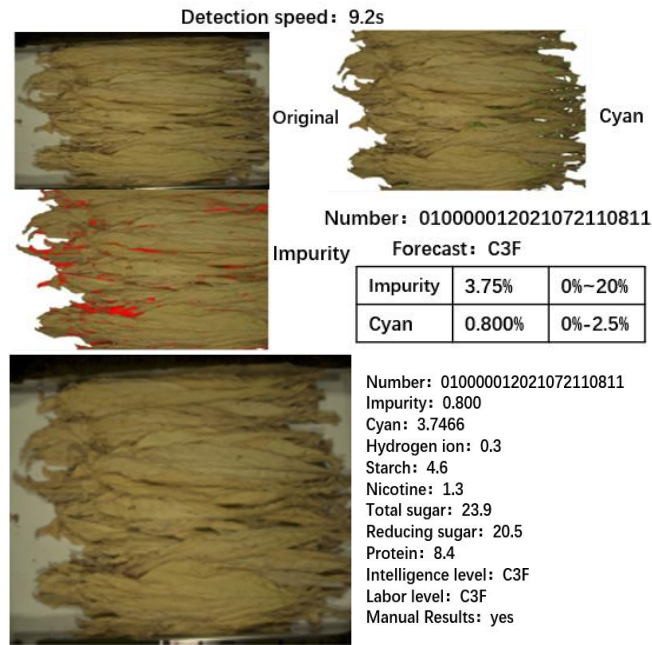 Detection speed: 9.2s
Original
Cyan
Impurity
Number: 010000012021072110811
Forecast: C3F
Impurity 3.75% 0%~20%
Cyan 0.800% 0%-2.5%
Number: 010000012021072110811
Impurity: 0.800
Cyan: 3.7466
Hydrogen ion: 0.3
Starch: 4.6
Nicotine: 1.3
Total sugar: 23.9
Reducing sugar: 20.5
Protein: 8.4
Intelligence level: C3F
Labor level: C3F
Manual Results: yes